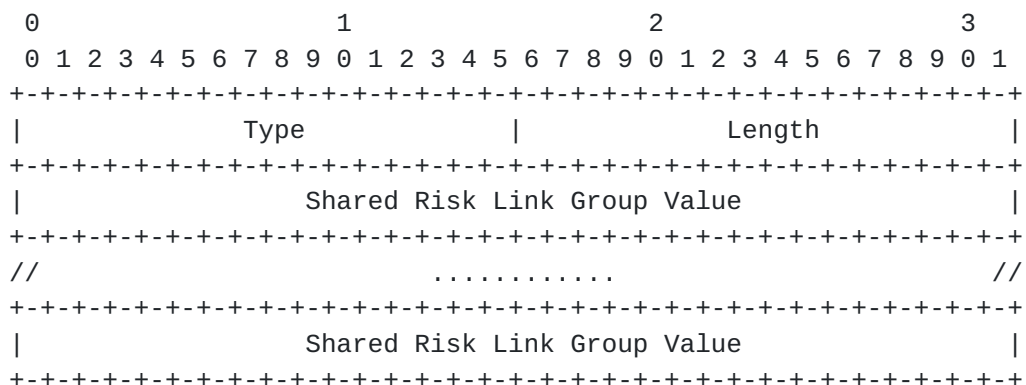 0                   1                   2                   3
 0 1 2 3 4 5 6 7 8 9 0 1 2 3 4 5 6 7 8 9 0 1 2 3 4 5 6 7 8 9 0 1
+-+-+-+-+-+-+-+-+-+-+-+-+-+-+-+-+-+-+-+-+-+-+-+-+-+-+-+-+-+-+-+-+
|              Type             |             Length            |
+-+-+-+-+-+-+-+-+-+-+-+-+-+-+-+-+-+-+-+-+-+-+-+-+-+-+-+-+-+-+-+-+
|                  Shared Risk Link Group Value                 |
+-+-+-+-+-+-+-+-+-+-+-+-+-+-+-+-+-+-+-+-+-+-+-+-+-+-+-+-+-+-+-+-+
//                         ............                        //
+-+-+-+-+-+-+-+-+-+-+-+-+-+-+-+-+-+-+-+-+-+-+-+-+-+-+-+-+-+-+-+-+
|                  Shared Risk Link Group Value                 |
+-+-+-+-+-+-+-+-+-+-+-+-+-+-+-+-+-+-+-+-+-+-+-+-+-+-+-+-+-+-+-+-+